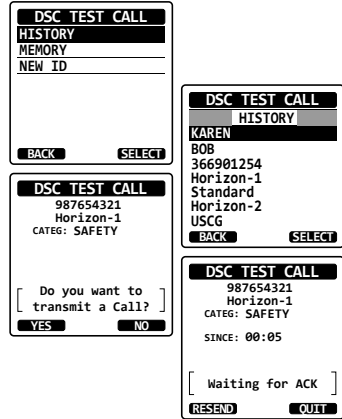 DSC TEST CALL
HISTORY
MEMORY
NEW ID
BACK SELECT
DSC TEST CALL
HISTORY
KAREN
BOB
366901254
Horizon-1
Standard
Horizon-2
USCG
BACK SELECT
DSC TEST CALL
987654321
Horizon-1
CATEG: SAFETY
Do you want to
transmit a Call?
YES NO
DSC TEST CALL
987654321
Horizon-1
CATEG: SAFETY
SINCE: 00:05
Waiting for ACK
RESEND QUIT